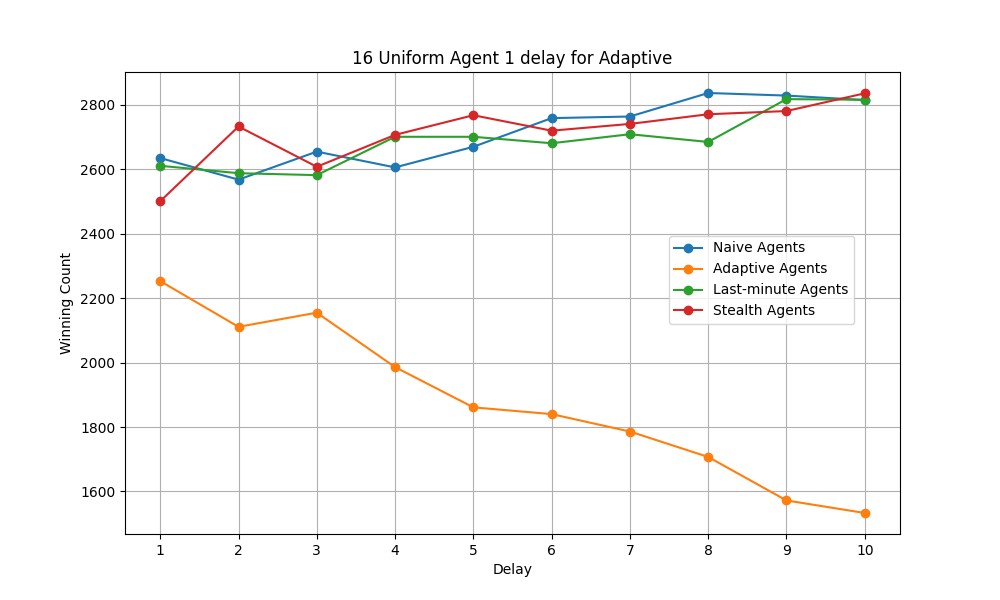 16 Uniform Agent 1 delay for Adaptive
2800
2600
2400
2200
2000
1800
1600
Winning Count
Naive Agents
Adaptive Agents
Last-minute Agents
Stealth Agents
1 2 3 4 5 6 7 8 9 10
Delay